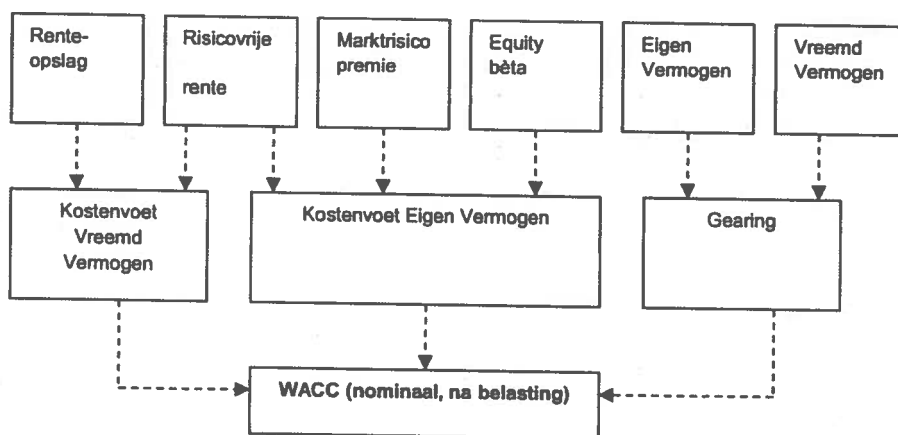 Rente-
opslag
Risicovrije
rente
Marktrisico
premie
Equity
bèta
Eigen
Vermogen
Vreemd
Vermogen
Kostenvoet
Vreemd
Vermogen
Kostenvoet Eigen Vermogen
Gearing
WACC (nominaal, na belasting)